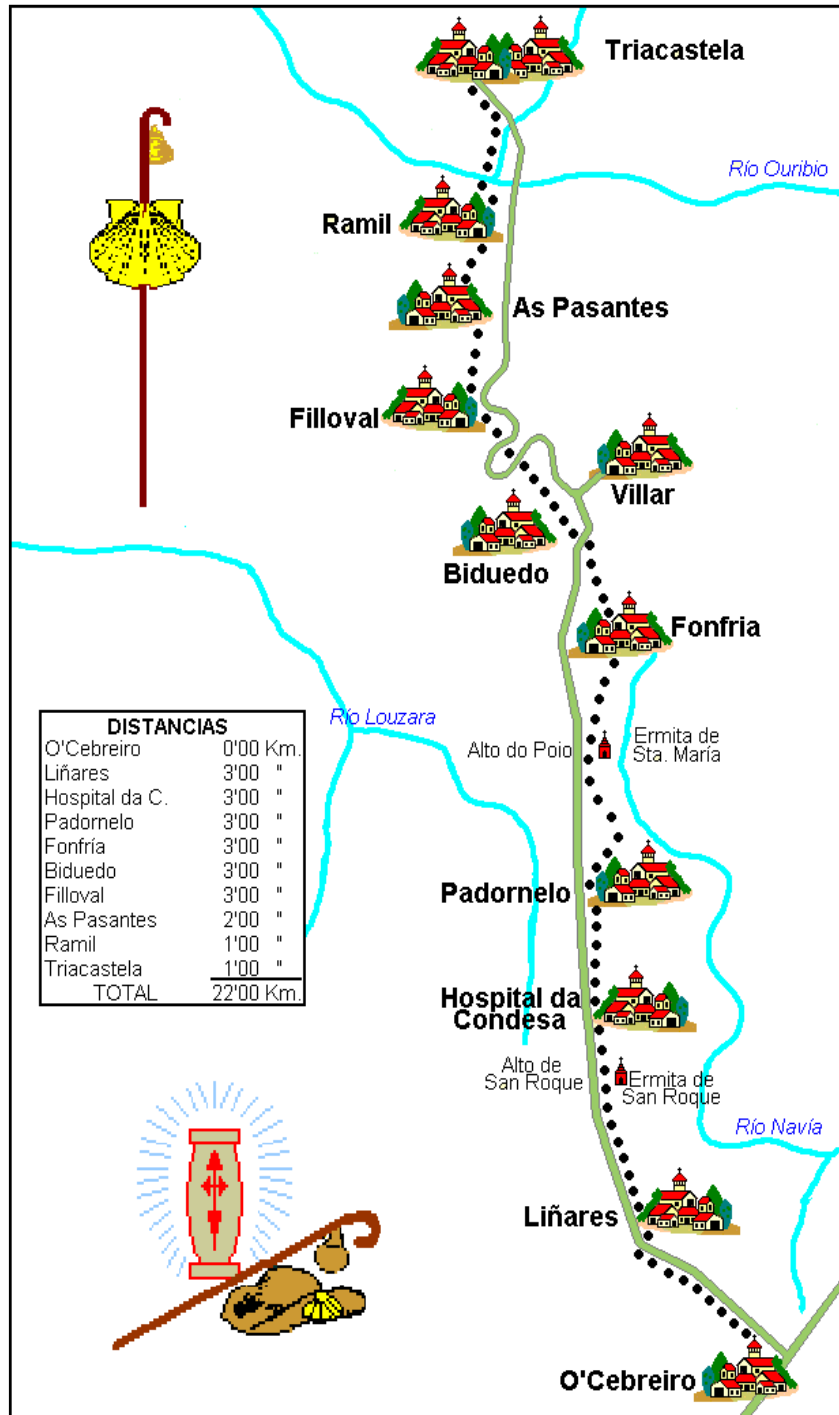 Triacastela
Río Ouribio
Ramil
As Pasantes
Filloval
Villar
Biduedo
Fonfria
Río Louzara
Alto do Poio
Ermita de
Sta. María
DISTANCIAS
O'Cebreiro 0'00 Km.
Liñares 3'00 "
Hospital da C. 3'00 "
Padornelo 3'00 "
Fonfría 3'00 "
Biduedo 3'00 "
Filloval 3'00 "
As Pasantes 2'00 "
Ramil 1'00 "
Triacastela 1'00 "
TOTAL 22'00 Km.
Padornelo
Hospital da
Condesa
Alto de
San Roque
Ermita de
San Roque
Río Navía
Liñares
O'Cebreiro